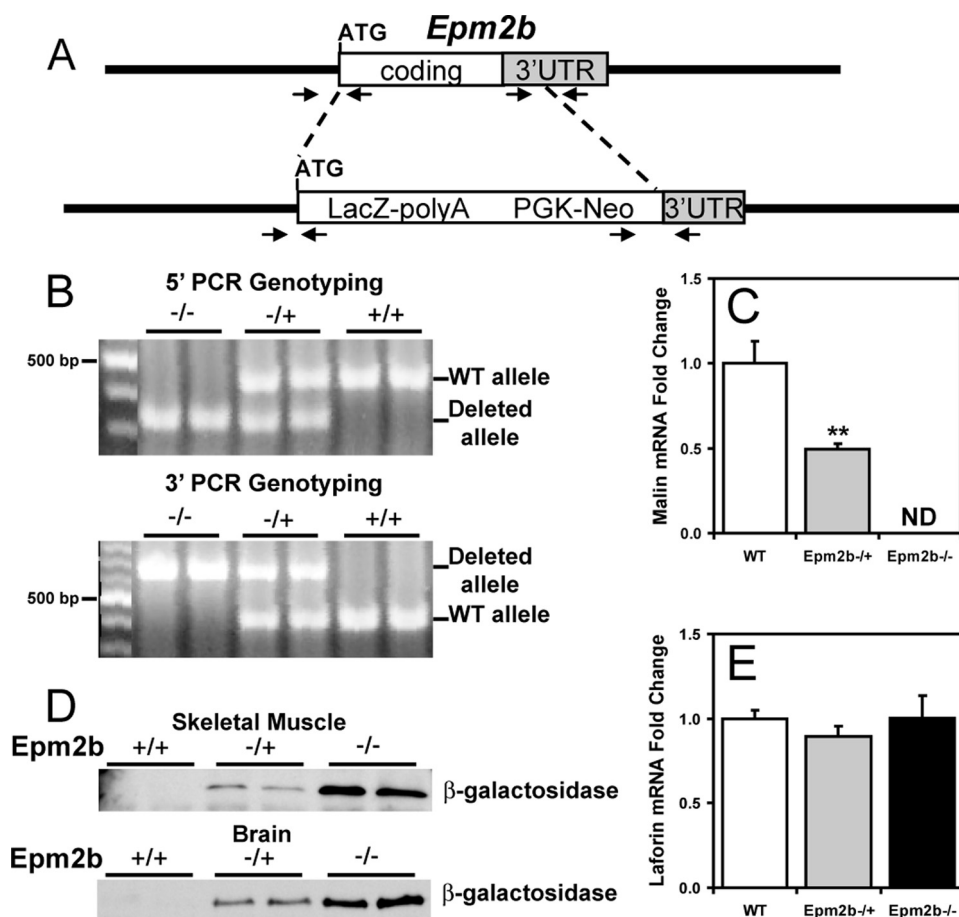 A
ATG
Epm2b
coding
3’UTR
ATG
LacZ-polyA
PGK-Neo
3’UTR
B
5’ PCR Genotyping
-/-
-/+
+/+
500 bp
WT allele
Deleted
allele
3’ PCR Genotyping
-/-
-/+
+/+
Deleted
allele
500 bp
WT allele
C
Malin mRNA Fold Change
1.5
1.0
0.5
0.0
**
ND
WT
Epm2b-/+
Epm2b-/-
D
Skeletal Muscle
Epm2b
+/+
-/+
-/-
β-galactosidase
Brain
Epm2b
+/+
-/+
-/-
β-galactosidase
E
Laforin mRNA Fold Change
1.5
1.0
0.5
0.0
WT
Epm2b-/+
Epm2b-/-